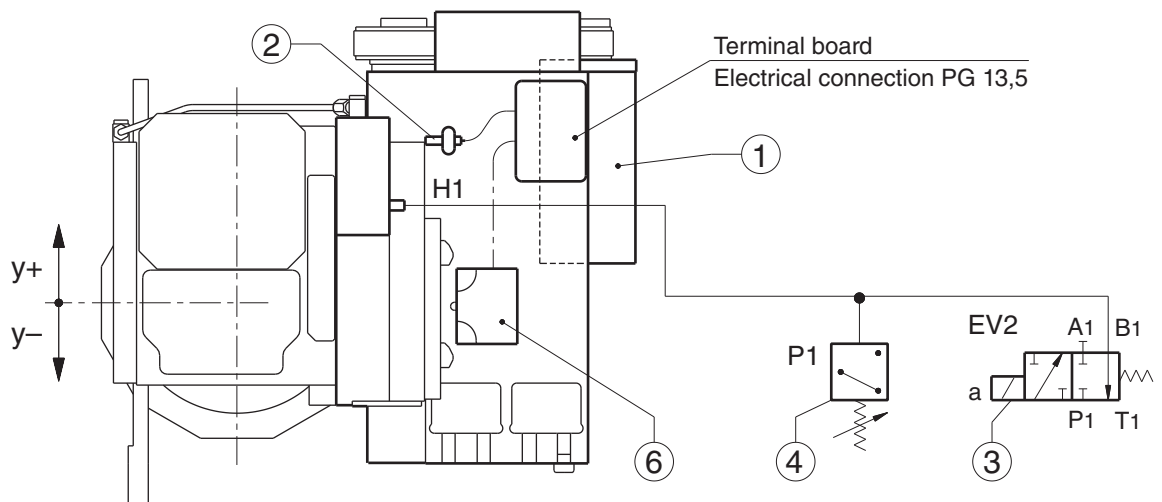 2
Terminal board
Electrical connection PG 13,5
1
H1
y+
y–
EV2
A1
B1
P1
a
P1
T1
6
4
3